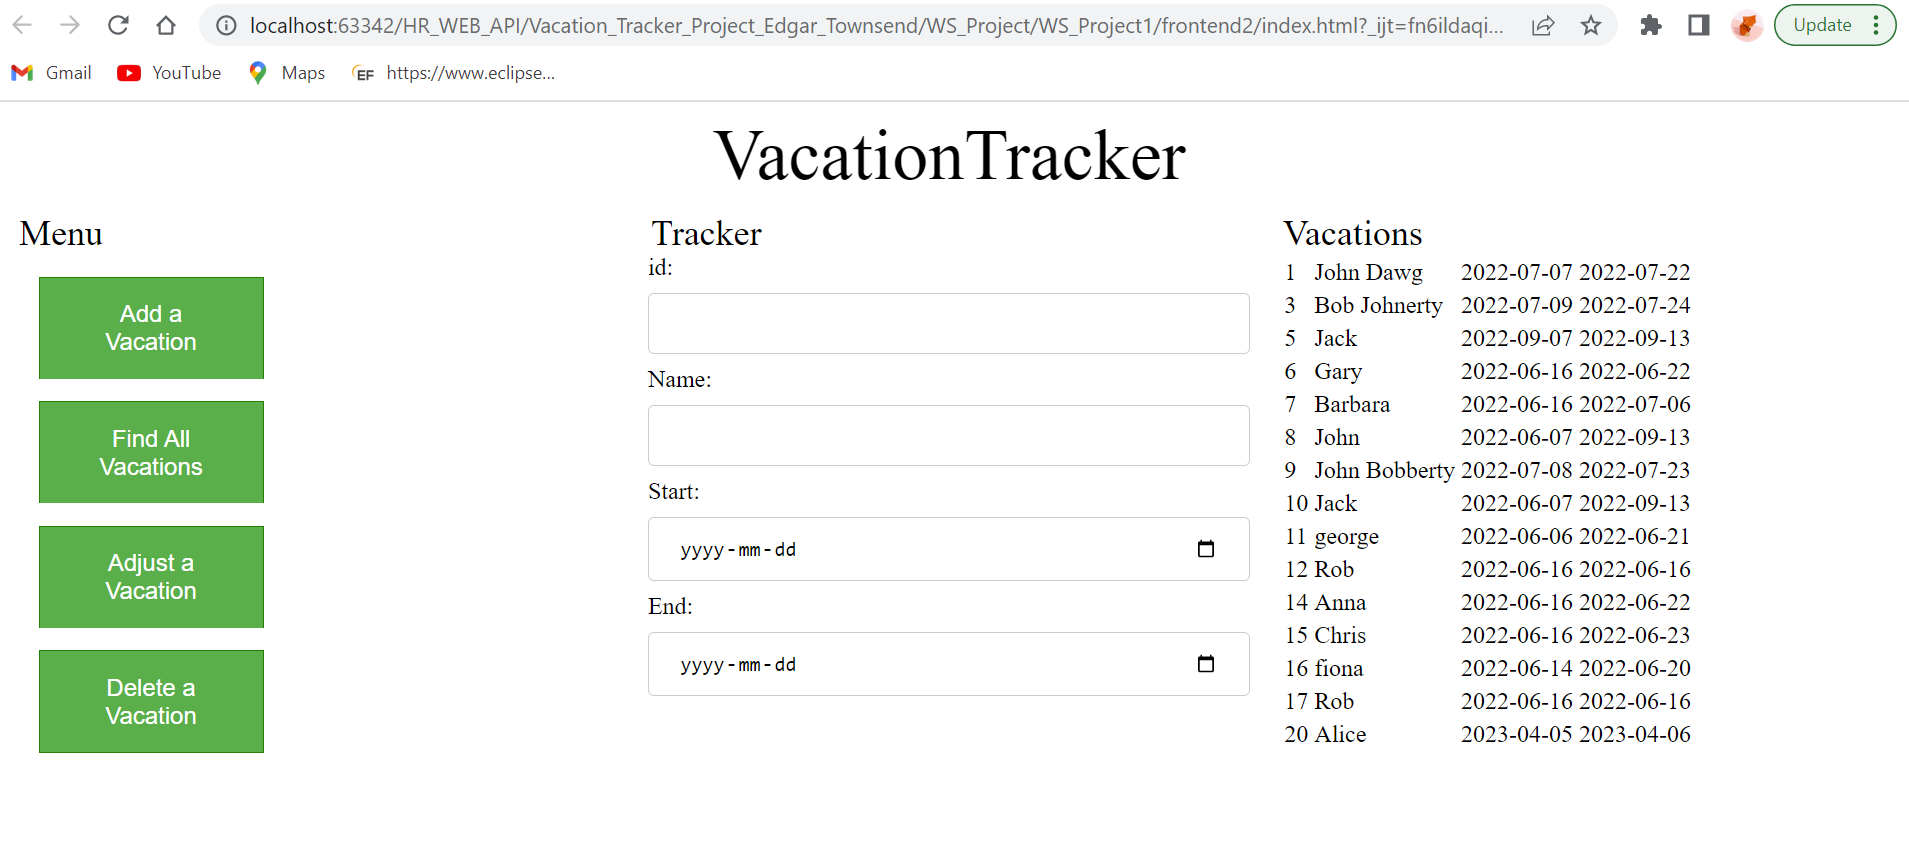 localhost:63342/HR_WEB_API/Vacation_Tracker_Project_Edgar_Townsend/WS_Project/WS_Project1/frontend2/index.html?_ijt=fn6ildaqi...
Update
Gmail YouTube Maps EF https://www.eclipse...
VacationTracker
Menu
Add a
Vacation
Find All
Vacations
Adjust a
Vacation
Delete a
Vacation
Tracker
id:
Name:
Start:
yyyy-mm-dd
End:
yyyy-mm-dd
Vacations
1 John Dawg 2022-07-07 2022-07-22
3 Bob Johnerty 2022-07-09 2022-07-24
5 Jack 2022-09-07 2022-09-13
6 Gary 2022-06-16 2022-06-22
7 Barbara 2022-06-16 2022-07-06
8 John 2022-06-07 2022-09-13
9 John Bobberty 2022-07-08 2022-07-23
10 Jack 2022-06-07 2022-09-13
11 george 2022-06-06 2022-06-21
12 Rob 2022-06-16 2022-06-16
14 Anna 2022-06-16 2022-06-22
15 Chris 2022-06-16 2022-06-23
16 fiona 2022-06-14 2022-06-20
17 Rob 2022-06-16 2022-06-16
20 Alice 2023-04-05 2023-04-06